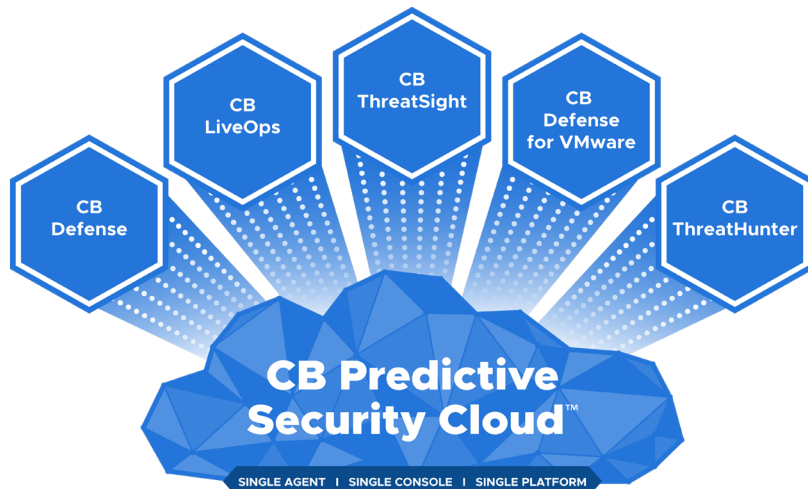 CB
Defense
CB
LiveOps
CB
ThreatSight
CB
Defense
for VMware
CB
ThreatHunter
CB Predictive
Security Cloud™
SINGLE AGENT I SINGLE CONSOLE I SINGLE PLATFORM